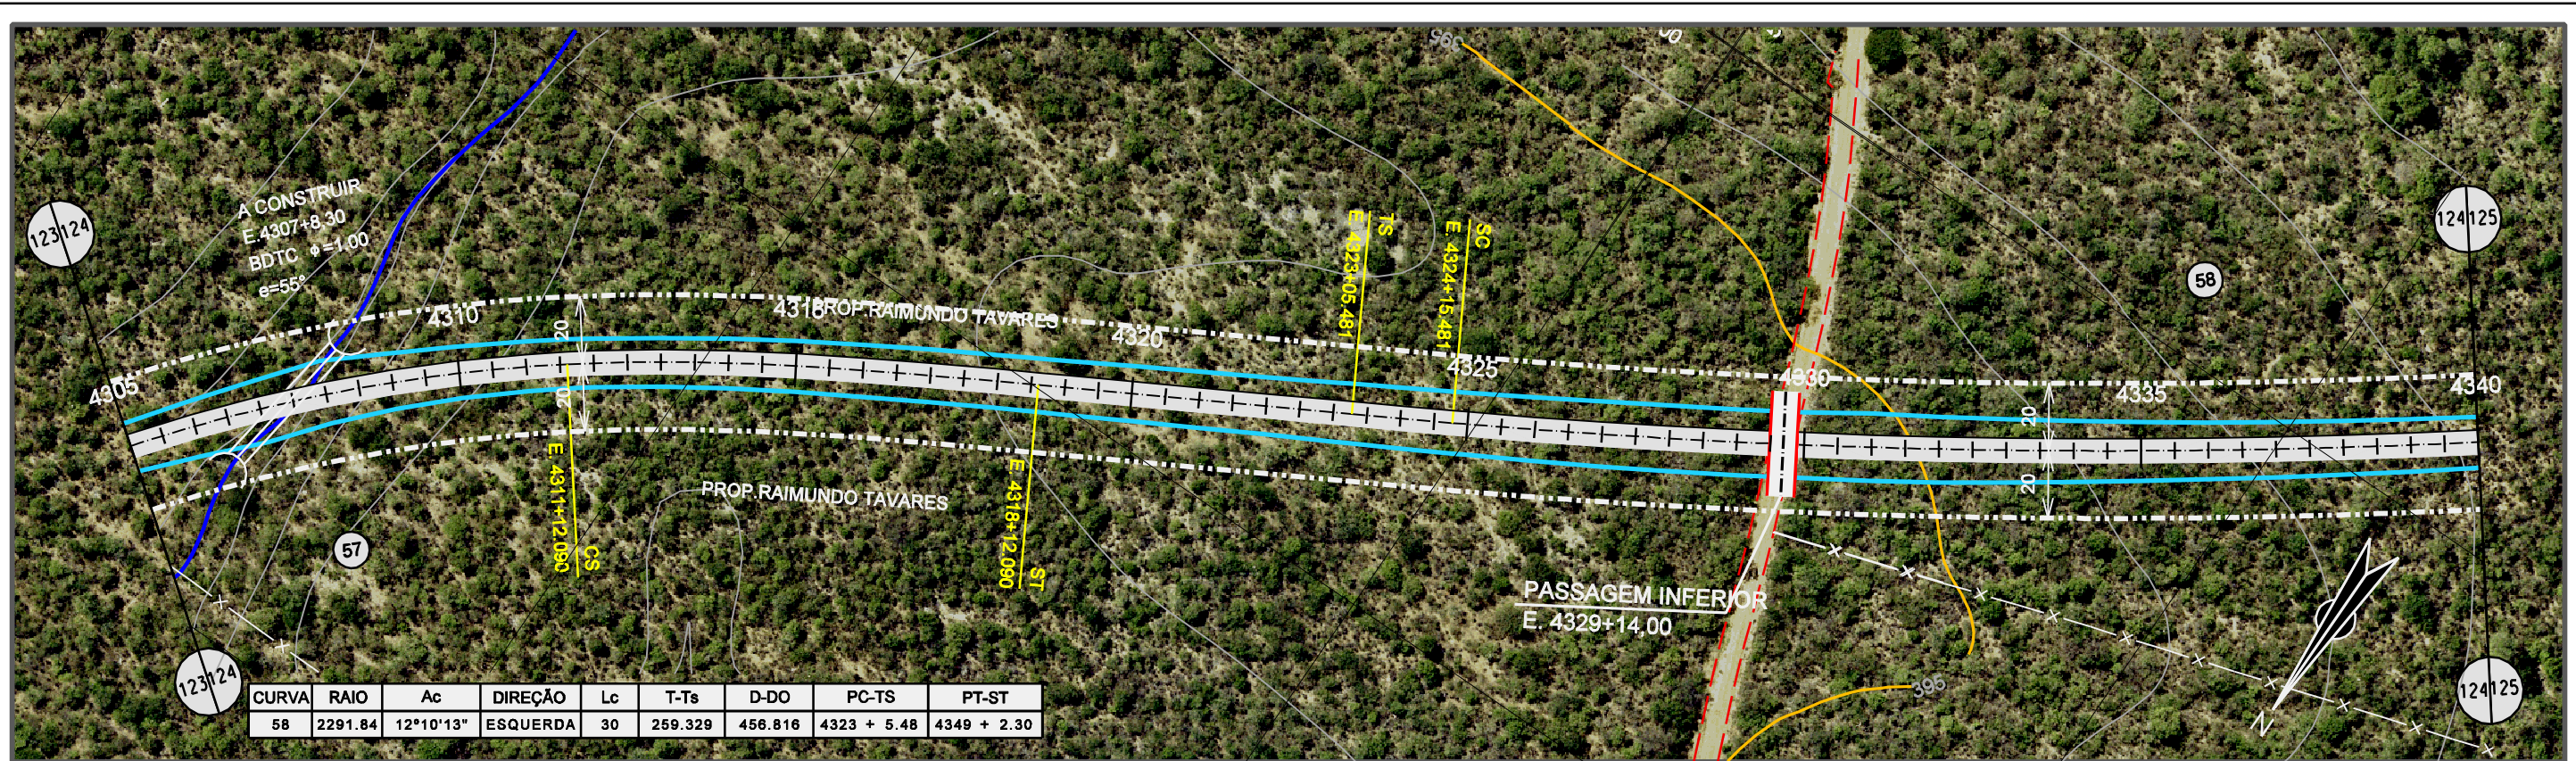 395
A CONSTRUIR
E.4307+8,30
BDTC φ=1.00
e=55°
123 124
124 125
58
TS
E. 4323+05.481
SC
E. 4324+15.481
4305
4310
4315
PROP.RAIMUNDO TAVARES
4320
4325
4330
4335
4340
20
20
20
20
E. 4311+12.090
CS
E. 4318+12.090
ST
PROP.RAIMUNDO TAVARES
57
PASSAGEM INFERIOR
E. 4329+14,00
395
N
123 124
124 125
CURVA RAIO Ac DIREÇÃO Lc T-Ts D-DO PC-TS PT-ST
58 2291.84 12°10'13" ESQUERDA 30 259.329 456.816 4323 + 5.48 4349 + 2.30